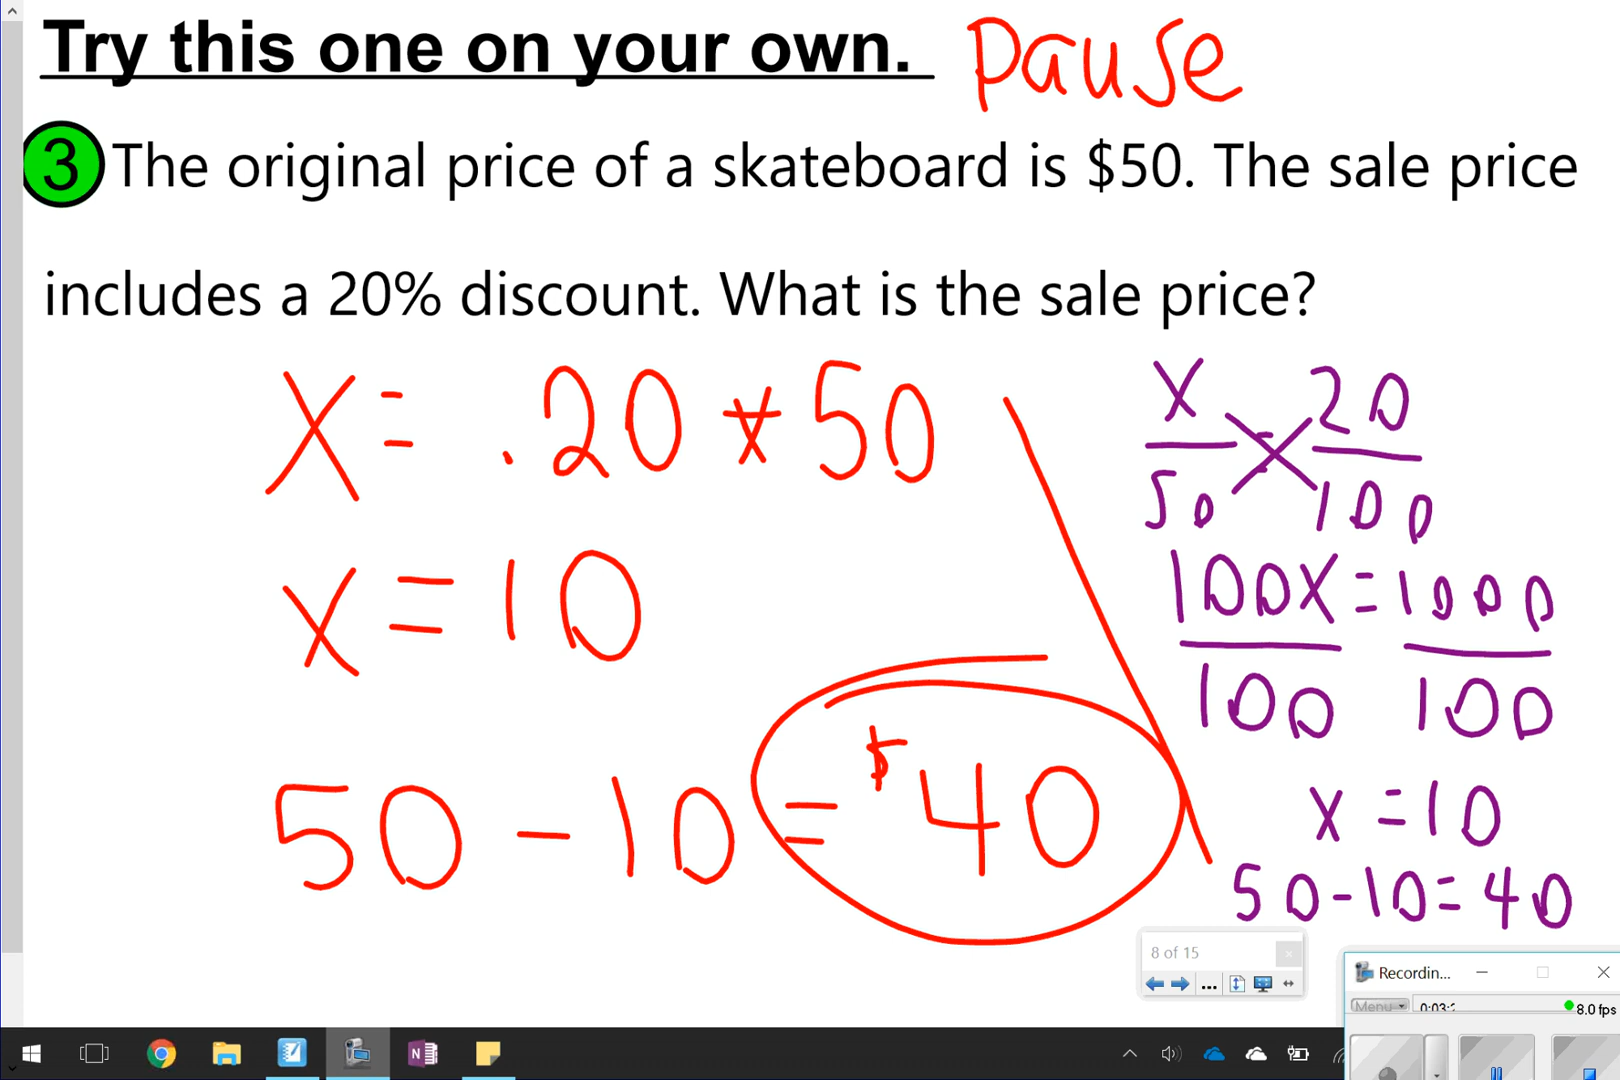 Try this one on your own. Pause
3 The original price of a skateboard is $50. The sale price
includes a 20% discount. What is the sale price?
X = .20 * 50
x = 10
50 - 10 = $40
x = 20
50 100
100X = 1000
100 100
x = 10
50-10=40
8 of 15
...
Recordin...
Menu
8.0 fps
N